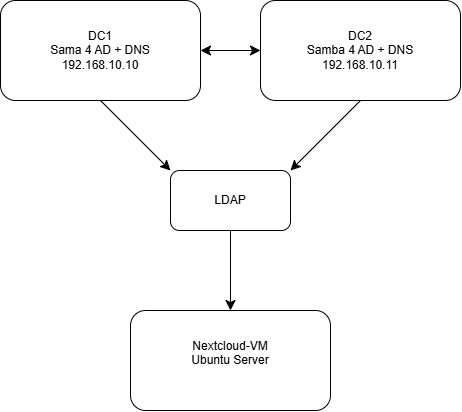 DC1
Sama 4 AD + DNS
192.168.10.10
DC2
Samba 4 AD + DNS
192.168.10.11
LDAP
Nextcloud-VM
Ubuntu Server